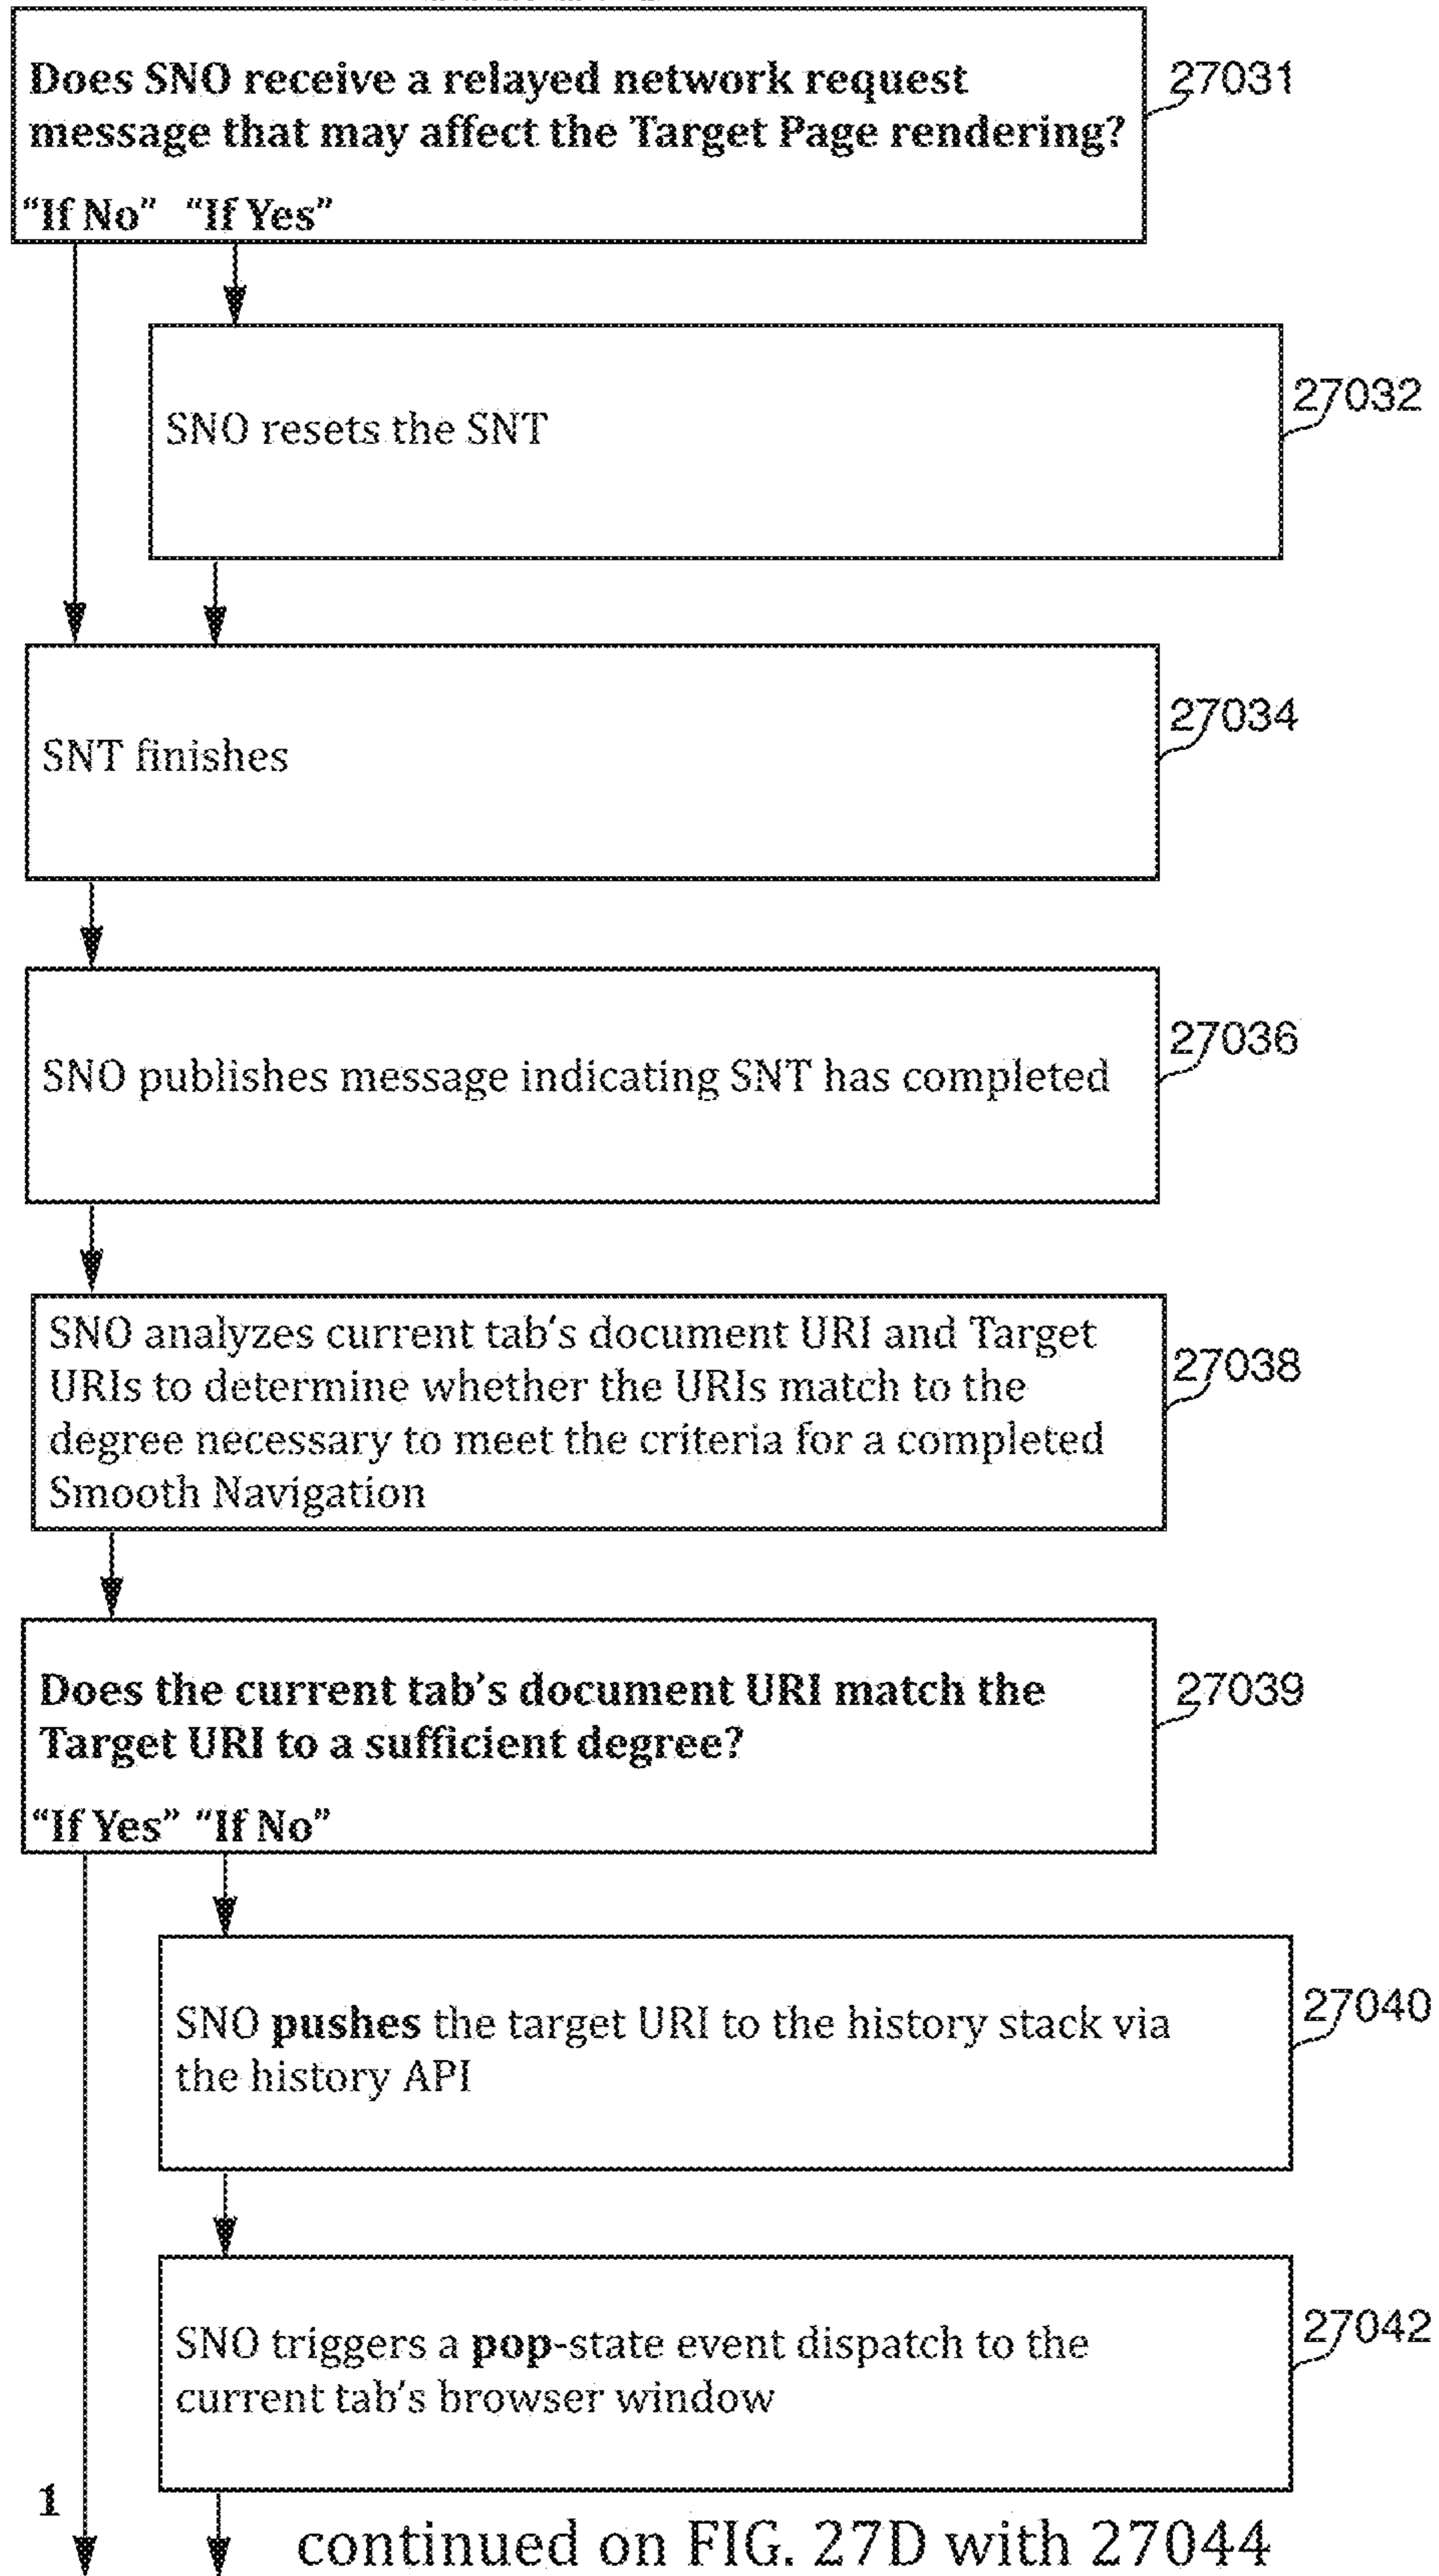 Does SNO receive a relayed network request
message that may affect the Target Page rendering?
“If No” “If Yes”
27031
SNO resets the SNT
27032
SNT finishes
27034
SNO publishes message indicating SNT has completed
27036
SNO analyzes current tab’s document URI and Target
URIs to determine whether the URIs match to the
degree necessary to meet the criteria for a completed
Smooth Navigation
27038
Does the current tab’s document URI match the
Target URI to a sufficient degree?
“If Yes” “If No”
27039
SNO pushes the target URI to the history stack via
the history API
27040
SNO triggers a pop-state event dispatch to the
current tab’s browser window
27042
1
continued on FIG. 27D with 27044